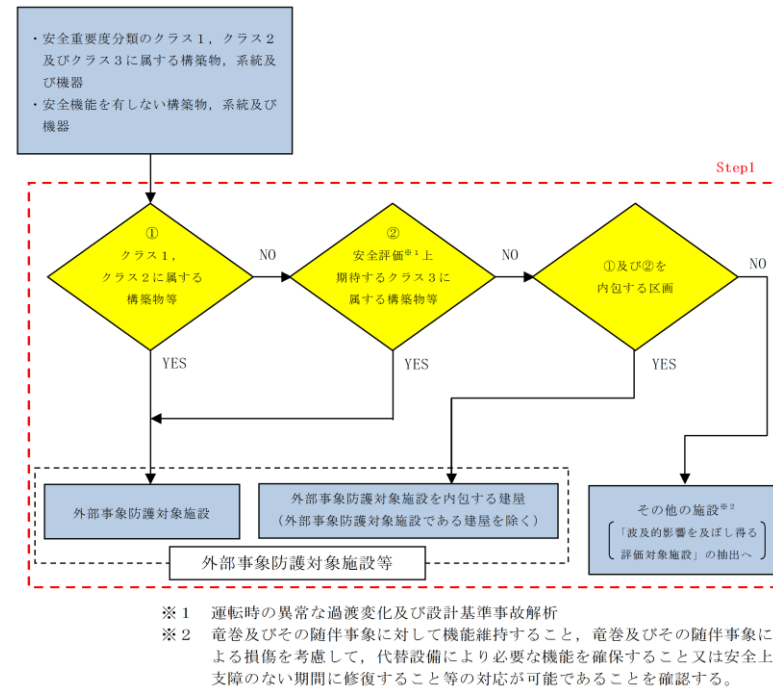 ・安全重要度分類のクラス１，クラス２
及びクラス３に属する構築物，系統及
び機器
・安全機能を有しない構築物，系統及び
機器
Step1
①
クラス１，
クラス２に属する
構築物等
NO
②
安全評価※１上
期待するクラス３に
属する構築物等
NO
①及び②を
内包する区画
NO
YES
YES
YES
外部事象防護対象施設
外部事象防護対象施設を内包する建屋
（外部事象防護対象施設である建屋を除く）
その他の施設※２
「波及的影響を及ぼし得る
評価対象施設」の抽出へ
外部事象防護対象施設等
※１　運転時の異常な過渡変化及び設計基準事故解析
※２　竜巻及びその随伴事象に対して機能維持すること，竜巻及びその随伴事象に
よる損傷を考慮して，代替設備により必要な機能を確保すること又は安全上
支障のない期間に修復すること等の対応が可能であることを確認する。